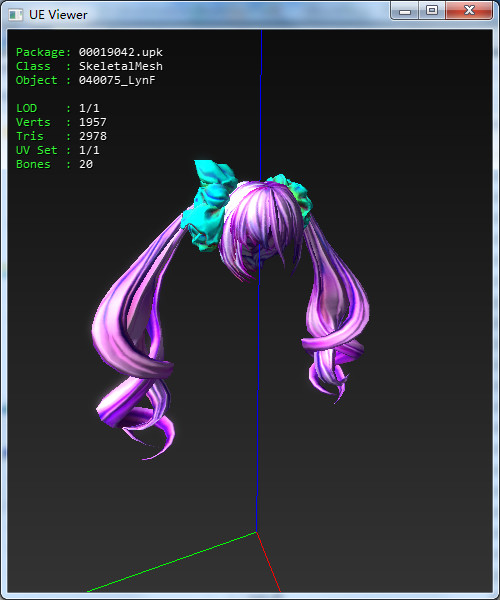 UE Viewer
Package: 00019042.upk
Class : SkeletalMesh
Object : 040075_LynF
LOD : 1/1
Verts : 1957
Tris : 2978
UV Set : 1/1
Bones : 20